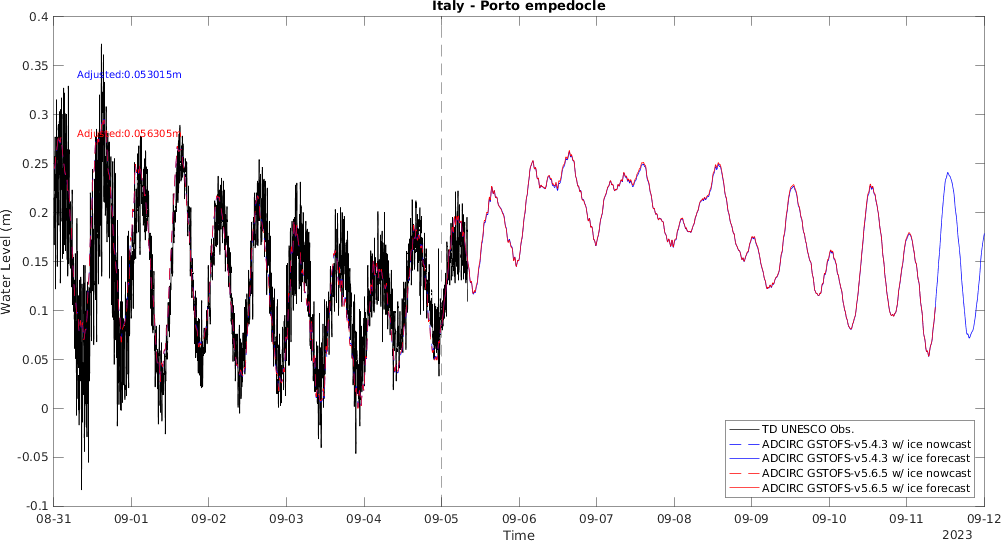 Italy - Porto empedocle
Water Level (m)
0.4
0.35
0.3
0.25
0.2
0.15
0.1
0.05
0
-0.05
-0.1
Adjusted:0.053015m
Adjusted:0.056305m
TD UNESCO Obs.
ADCIRC GSTOFS-v5.4.3 w/ ice nowcast
ADCIRC GSTOFS-v5.4.3 w/ ice forecast
ADCIRC GSTOFS-v5.6.5 w/ ice nowcast
ADCIRC GSTOFS-v5.6.5 w/ ice forecast
08-31 09-01 09-02 09-03 09-04 09-05 09-06 09-07 09-08 09-09 09-10 09-11 09-12
Time
2023